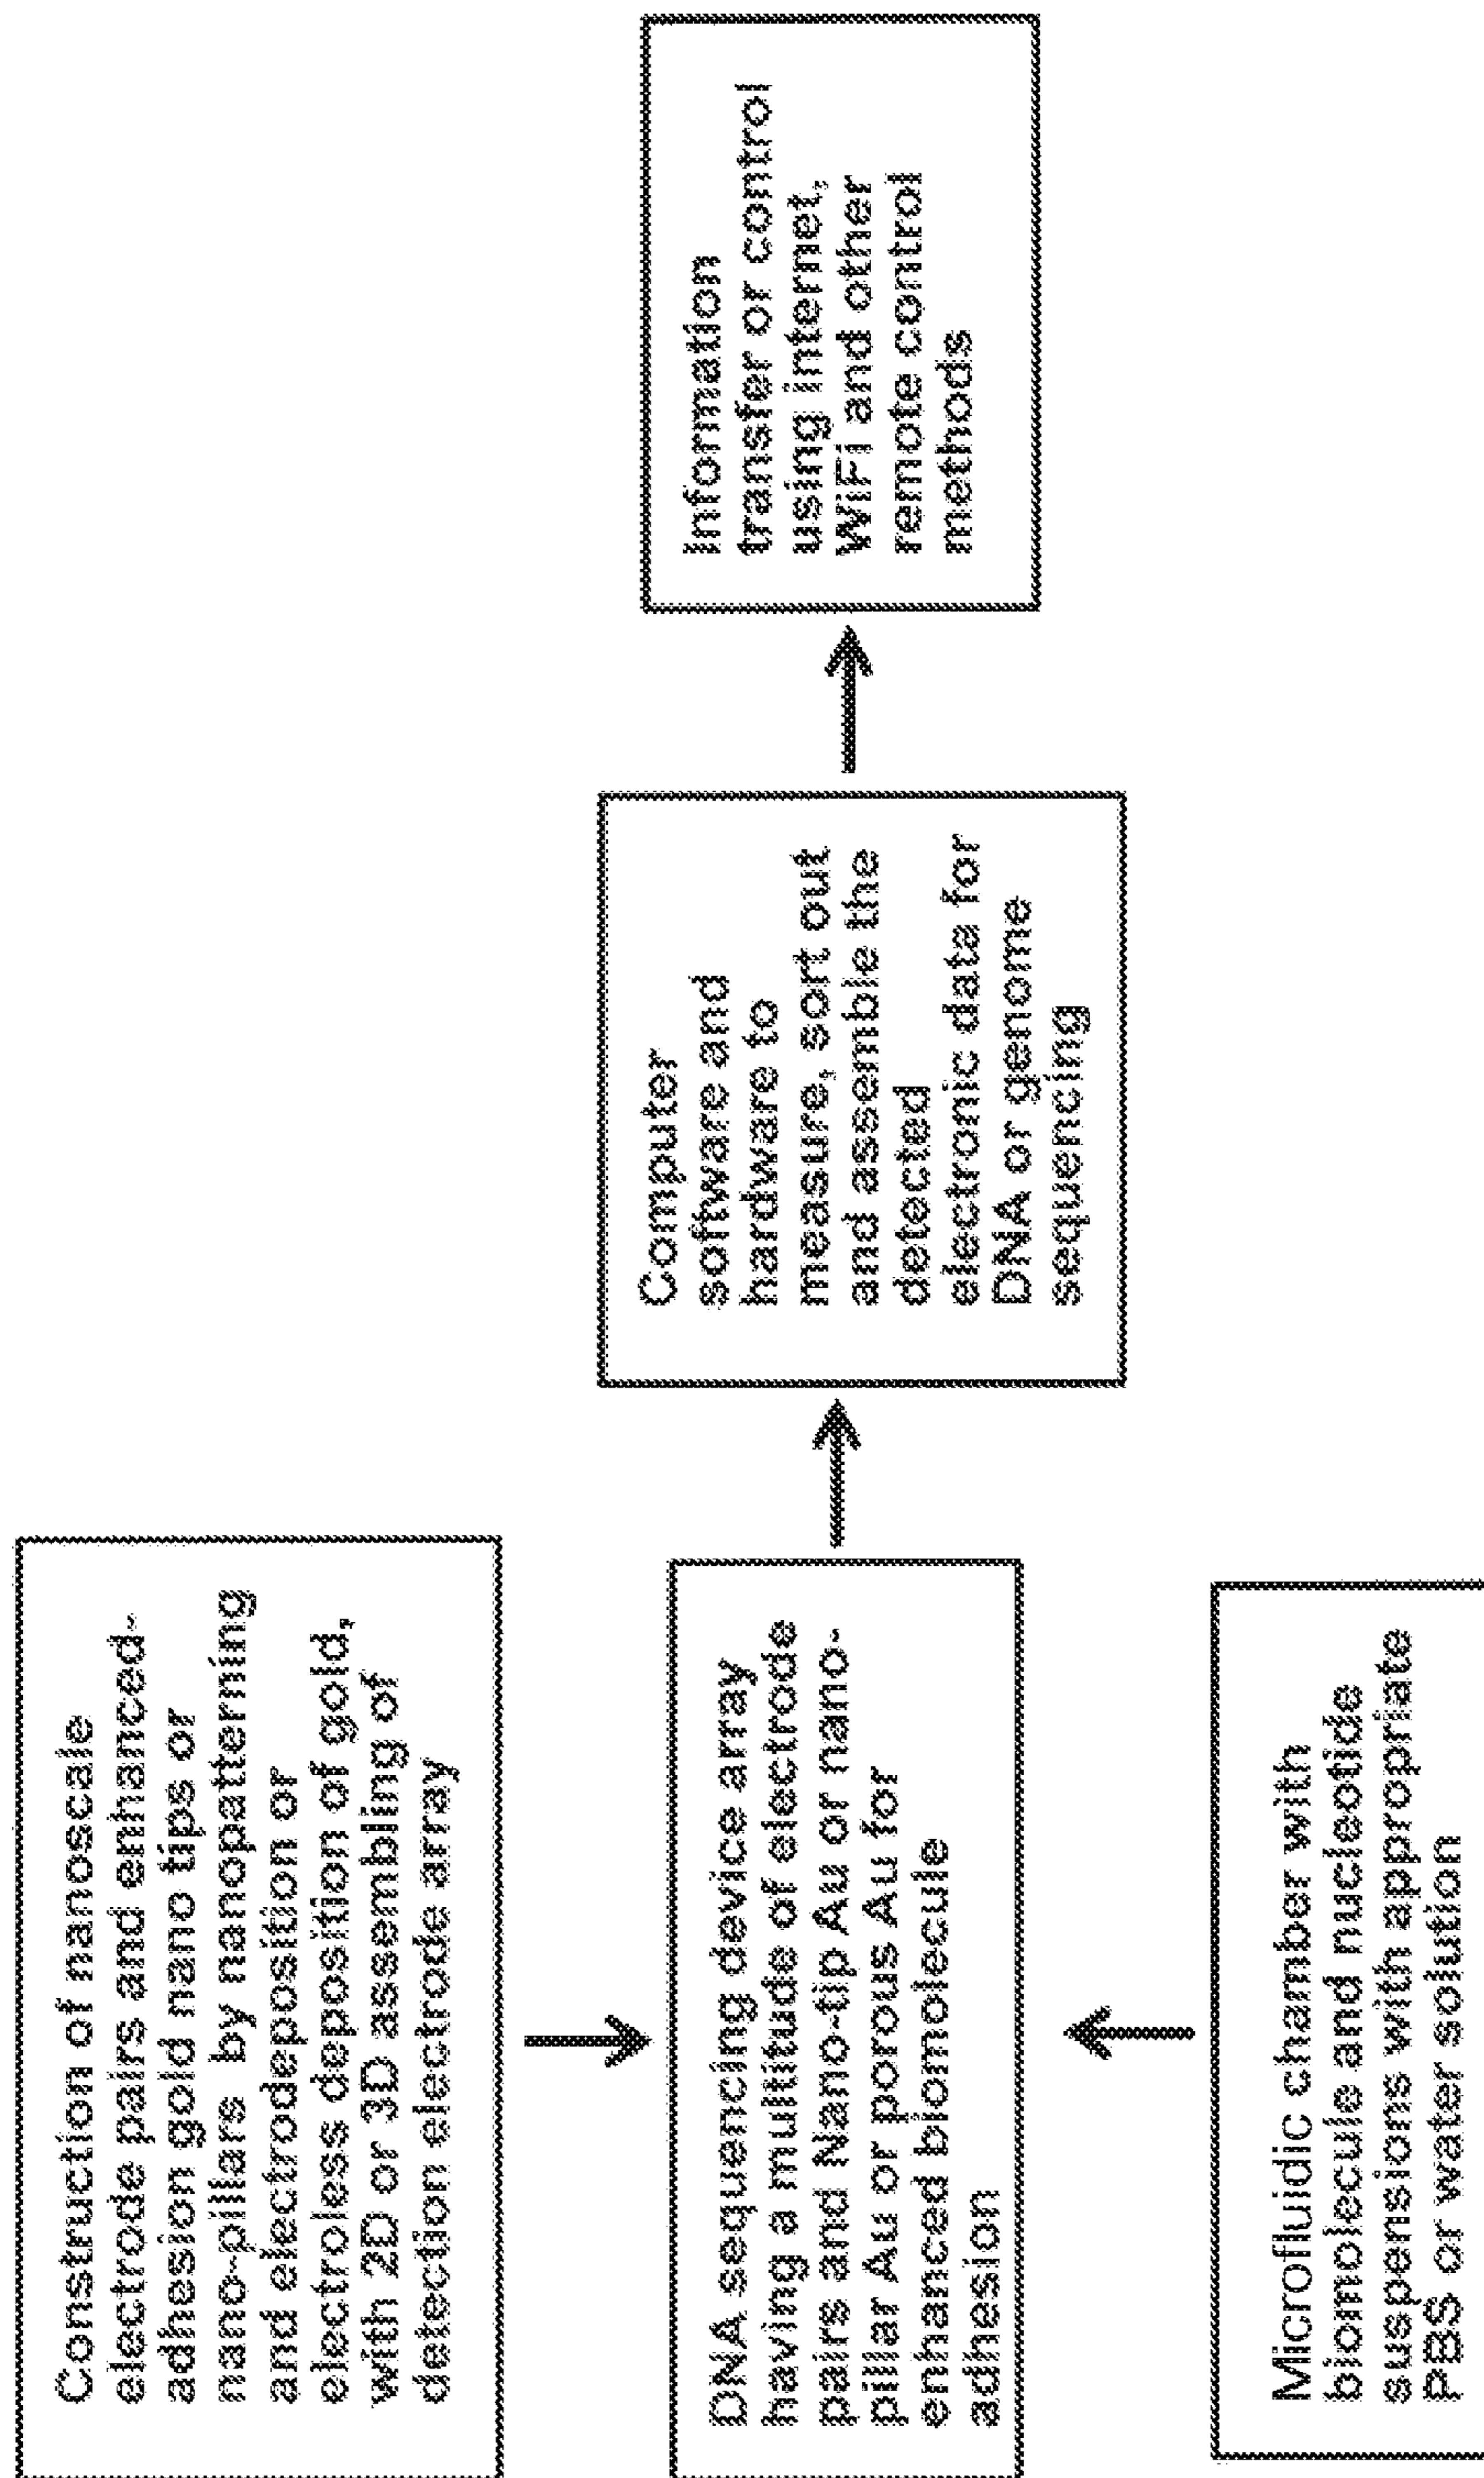 Construction of nanoscale
electrode pairs and enhanced-
adhesion gold nano tips or
nano-pillars by nanopatterning
and electrodeposition or
electroless deposition of gold,
with 2D or 3D assembling of
detection electrode array
DNA sequencing device array
having a multitude of electrode
pairs and Nano-tip Au or nano-
pillar Au or porous Au for
enhanced biomolecule
adhesion
Microfluidic chamber with
biomolecule and nucleotide
suspensions with appropriate
PBS or water solution
Computer
software and
hardware to
measure, sort out
and assemble the
detected
electronic data for
DNA or genome
sequencing
Information
transfer or control
using internet,
WiFi and other
remote control
methods